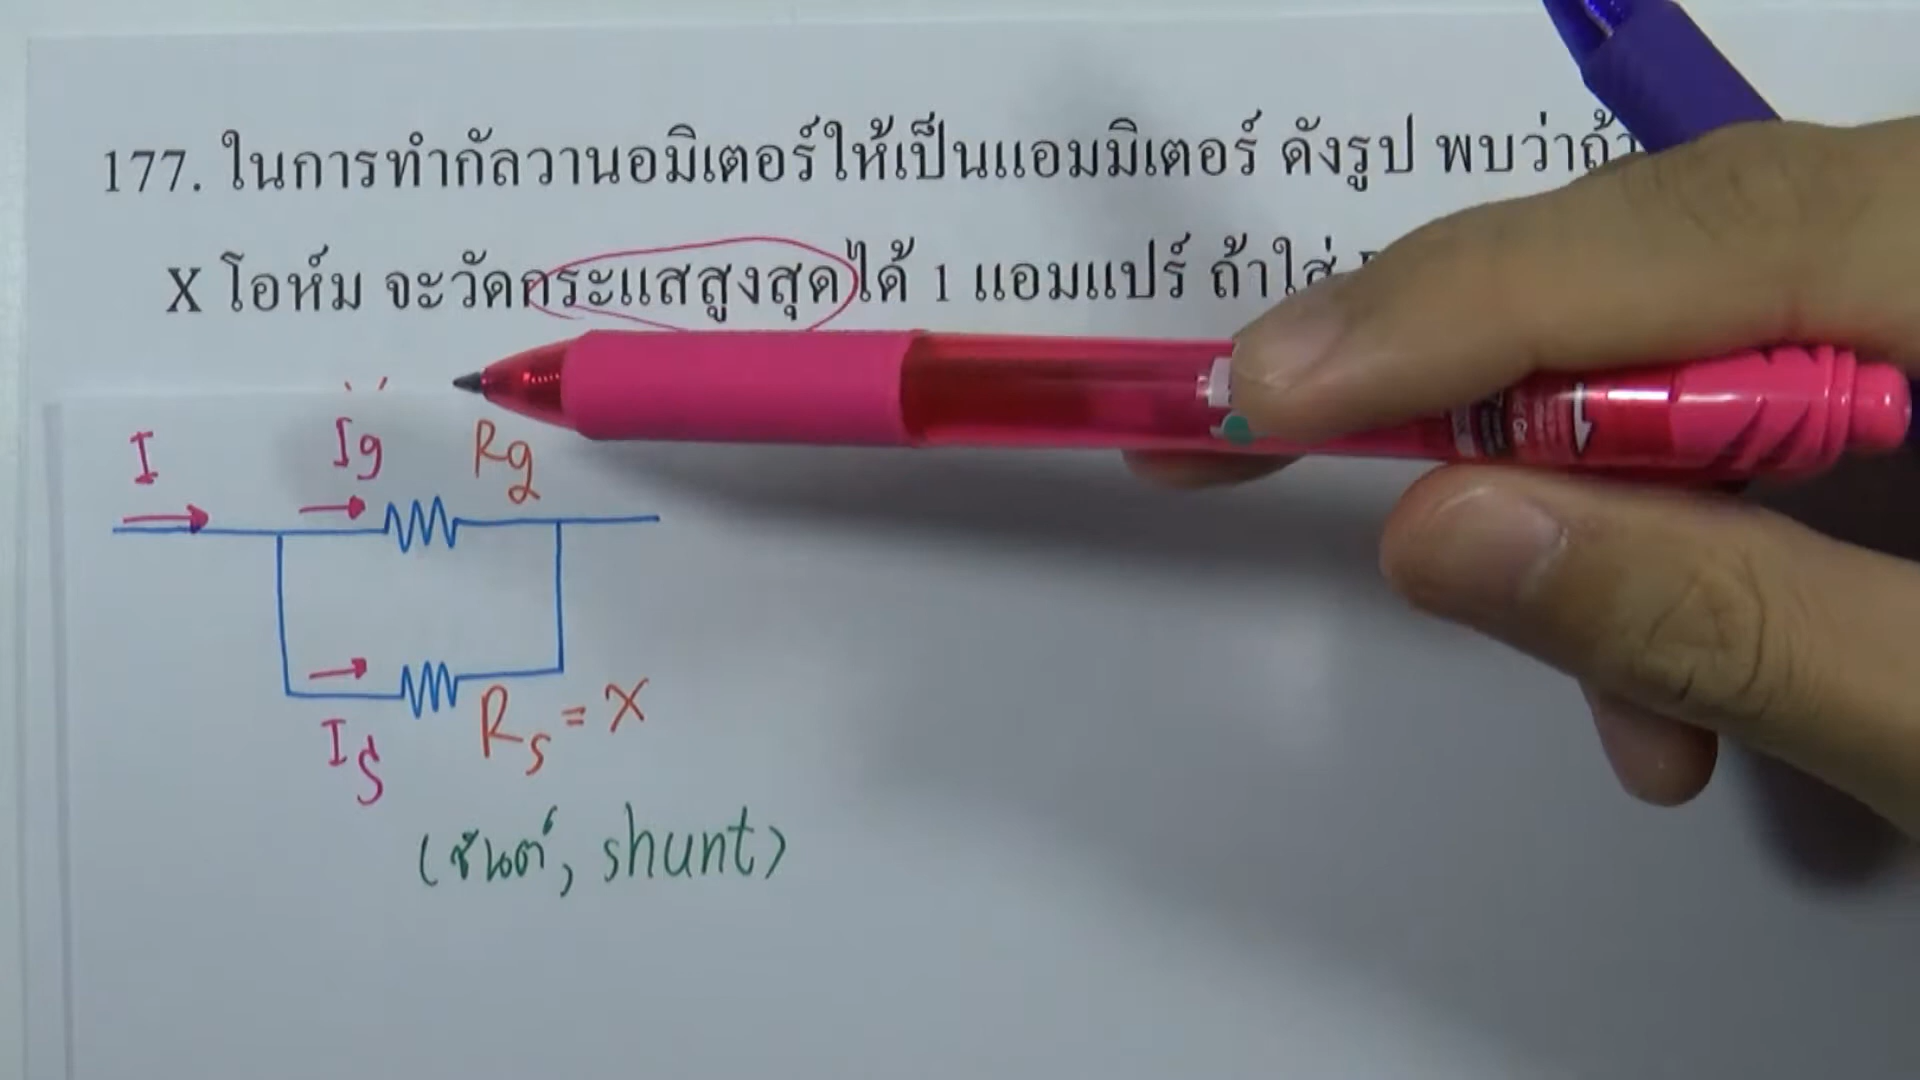 177. ในการทำกัลวานอมิเตอร์ให้เป็นแอมมิเตอร์ ดังรูป พบว่าถ้า
X โอห์ม จะวัดกระแสสูงสุดได้ 1 แอมแปร์ ถ้าใส่
I
Ig
Rg
Is
Rs = X
(ชันต์, shunt)